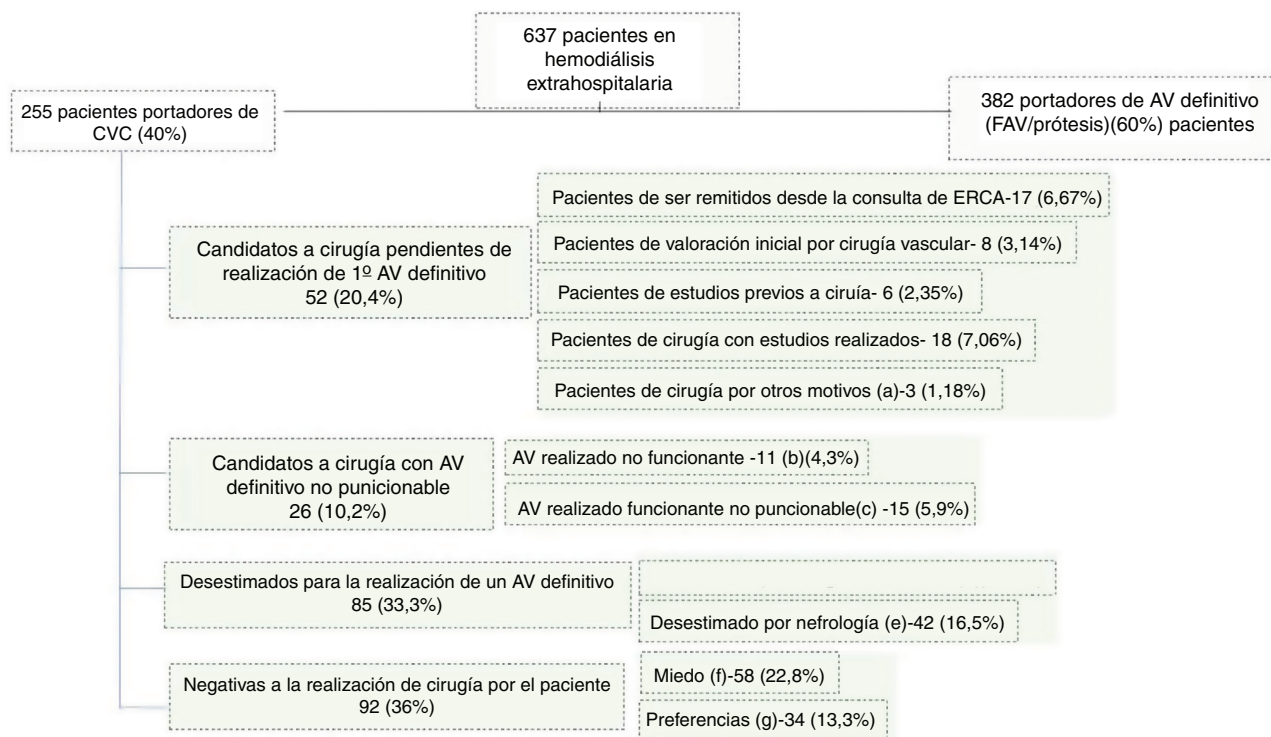 637 pacientes en
hemodiálisis
extrahospitalaria
255 pacientes portadores de
CVC (40%)
382 portadores de AV definitivo
(FAV/prótesis)(60%) pacientes
Candidatos a cirugía pendientes de
realización de 1º AV definitivo
52 (20,4%)
Pacientes de ser remitidos desde la consulta de ERCA-17 (6,67%)
Pacientes de valoración inicial por cirugía vascular- 8 (3,14%)
Pacientes de estudios previos a ciruía- 6 (2,35%)
Pacientes de cirugía con estudios realizados- 18 (7,06%)
Pacientes de cirugía por otros motivos (a)-3 (1,18%)
Candidatos a cirugía con AV
definitivo no punicionable
26 (10,2%)
AV realizado no funcionante -11 (b)(4,3%)
AV realizado funcionante no puncionable(c) -15 (5,9%)
Desestimados para la realización de un AV definitivo
85 (33,3%)
Desestimado por nefrología (e)-42 (16,5%)
Negativas a la realización de cirugía por el paciente
92 (36%)
Miedo (f)-58 (22,8%)
Preferencias (g)-34 (13,3%)